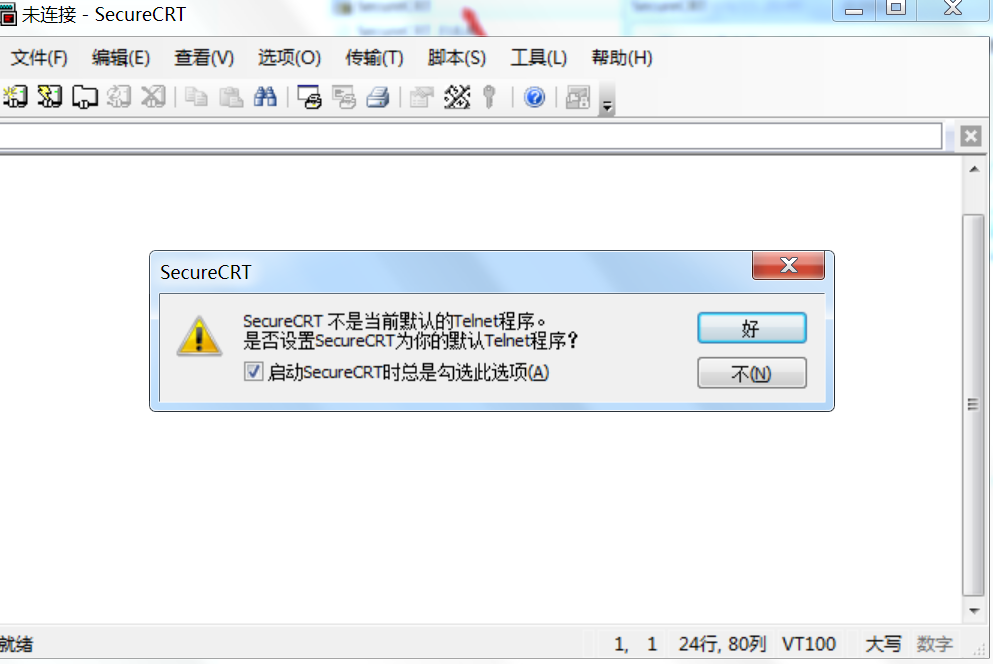 未连接 - SecureCRT
文件(F) 编辑(E) 查看(V) 选项(O) 传输(T) 脚本(S) 工具(L) 帮助(H)
SecureCRT
SecureCRT 不是当前默认的Telnet程序。
是否设置SecureCRT为你的默认Telnet程序？
启动SecureCRT时总是勾选此选项(A)
好
不(N)
就绪 1, 1 24行, 80列 VT100 大写 数字